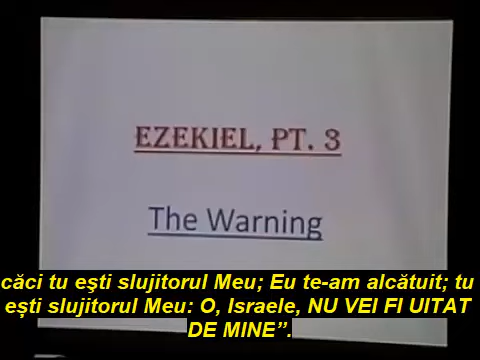 EZEKIEL, PT. 3
The Warning
căci tu eşti slujitorul Meu; Eu te-am alcătuit; tu
ești slujitorul Meu: O, Israele, NU VEI FI UITAT
DE MINE”.